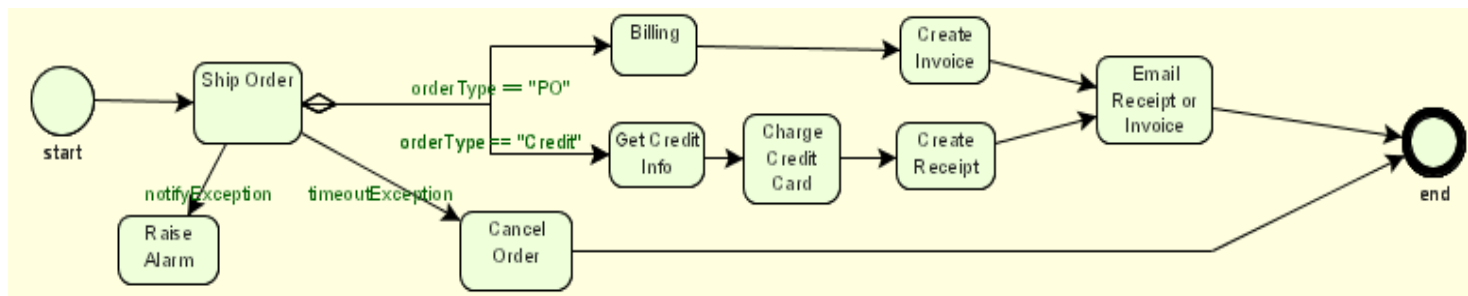 start
Ship Order
notifyException
timeoutException
Raise
Alarm
Cancel
Order
orderType == "PO"
orderType == "Credit"
Billing
Create
Invoice
Get Credit
Info
Charge
Credit
Card
Create
Receipt
Email
Receipt or
Invoice
end